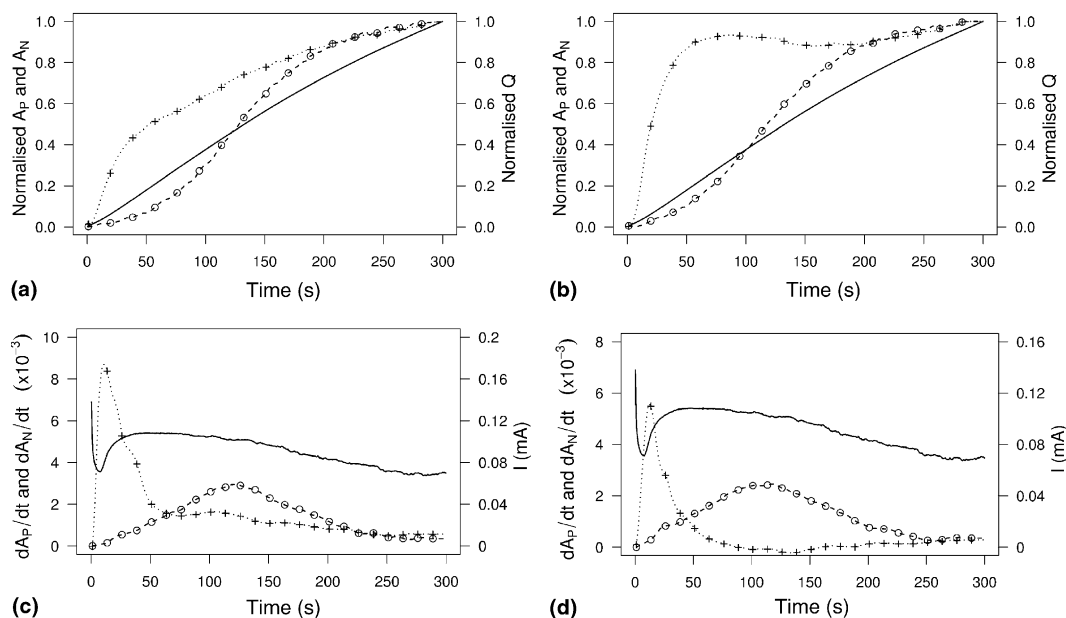 1.0 0.8 0.6 0.4 0.2 0.0
Normalised A_P and A_N
1.0 0.8 0.6 0.4 0.2 0.0
Normalised Q
0 50 100 150 200 250 300
Time (s)
(a)
1.0 0.8 0.6 0.4 0.2 0.0
Normalised A_P and A_N
1.0 0.8 0.6 0.4 0.2 0.0
Normalised Q
0 50 100 150 200 250 300
Time (s)
(b)
10 8 6 4 2 0
dA_P/dt and dA_N/dt (x10^−3)
0.2 0.16 0.12 0.08 0.04 0
I (mA)
0 50 100 150 200 250 300
Time (s)
(c)
8 6 4 2 0
dA_P/dt and dA_N/dt (x10^−3)
0.16 0.12 0.08 0.04 0
I (mA)
0 50 100 150 200 250 300
Time (s)
(d)